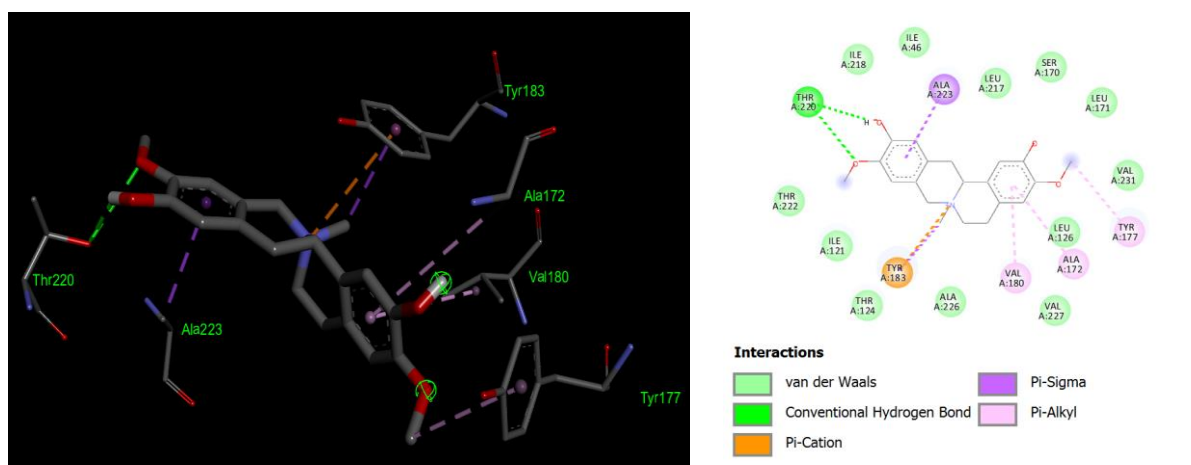 Tyr183
Ala172
Val180
Thr220
Ala223
Tyr177
ILE
A:46
ILE
A:218
SER
A:170
LEU
A:217
ALA
A:223
THR
A:220
LEU
A:171
H
O
O
O
O
VAL
A:231
THR
A:222
N
TYR
A:177
LEU
A:126
ILE
A:121
ALA
A:172
TYR
A:183
VAL
A:180
THR
A:124
ALA
A:226
VAL
A:227
Interactions
van der Waals
Conventional Hydrogen Bond
Pi-Cation
Pi-Sigma
Pi-Alkyl